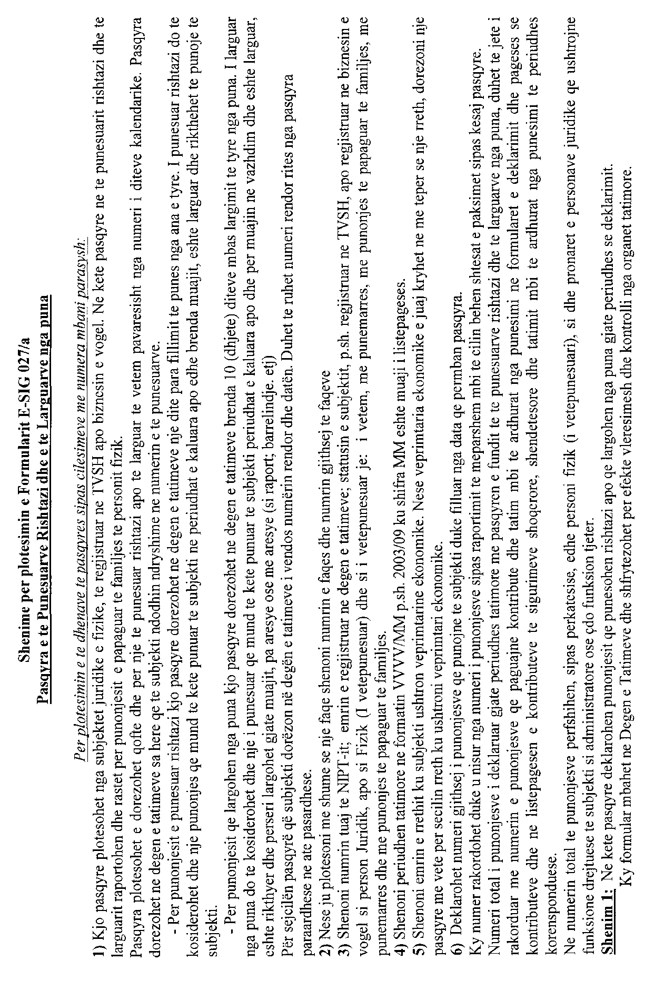 Shenime per plotesimin e Formularit E-SIG 027/a
Pasqyra e te Punesuarve Rishtazi dhe e te Larguarve nga puna
Per plotesimin e te dhenave te pasqyres sipas cilesimeve me numera mbani parasysh:
1) Kjo pasqyre plotesohet nga subjektet juridike e fizike, te regjistruar ne TVSH apo biznesin e vogel. Ne kete pasqyre ne te punesuarit rishtazi dhe te
larguarit raportohen dhe rastet per punonjesit e papaguar te familjes te personit fizik.
Pasqyra plotesohet e dorezohet qofte dhe per nje te punesuar rishtazi apo te larguar te vetem pavaresisht nga numeri i diteve kalendarike. Pasqyra
dorezohet ne degen e tatimeve sa here qe te subjekti ndodhin ndryshime ne numerin e te punesuarve.
- Per punonjesit e punesuar rishtazi kjo pasqyre dorezohet ne degen e tatimeve nje dite para fillimit te punes nga ana e tyre. I punesuar rishtazi do te
kosiderohet dhe nje punonjes qe mund te kete punuar te subjekti ne periudhat e kaluara apo edhe brenda muajit, eshte larguar dhe rikthehet te punoje te
subjekti.
- Per punonjesit qe largohen nga puna kjo pasqyre dorezohet ne degen e tatimeve brenda 10 (dhjete) diteve mbas largimit te tyre nga puna. I larguar
nga puna do te kosiderohet dhe nje i punesuar qe mund te kete punuar te subjekti periudhat e kaluara apo dhe per muajin ne vazhdim dhe eshte larguar,
eshte rikthyer dhe perseri largohet gjate muajit, pa aresye ose me aresye (si raport; barrelindje. etj)
Për sejcilën pasqyrë që subjekti dorëzon në degën e tatimeve i vendos numërin rendor dhe datën. Duhet te ruhet numeri rendor rites nga pasqyra
paraardhese ne ate pasardhese.
2) Nese ju plotesoni me shume se nje faqe shenoni numrin e faqes dhe numrin gjithsej te faqeve
3) Shenoni numrin tuaj te NIPT-it; emrin e regjistruar ne degen e tatimeve; statusin e subjektit, p.sh. regjistruar ne TVSH, apo regjistruar ne biznesin e
vogel si person Juridik, apo si Fizik (I vetepunesuar) dhe si i vetepunesuar je: i vetem, me punemarres, me punonjes te papaguar te familjes, me
punemarres dhe me punonjes te papaguar te familjes.
4) Shenoni periudhen tatimore ne formatin VVVV/MM p.sh. 2003/09 ku shifra MM eshte muaji i listepageses.
5) Shenoni emrin e rrethit ku subjekti ushtron veprimtarine ekonomike. Nese veprimtaria ekonomike e juaj kryhet ne me teper se nje rreth, dorezoni nje
pasqyre me vete per secilin rreth ku ushtroni veprimtari ekonomike.
6) Deklarohet numeri gjithsej i punonjesve qe punojne te subjekti duke filluar nga data qe permban pasqyra.
Ky numer rakordohet duke u nisur nga numeri i punonjesve sipas raportimit te meparshem mbi te cilin behen shtesat e paksimet sipas kesaj pasqyre.
Numeri total i punonjesve i deklaruar gjate periudhes tatimore me pasqyren e fundit te te punesuarve rishtazi dhe te larguarve nga puna, duhet te jete i
rakorduar me numerin e punonjesve qe paguajne kontribute dhe tatim mbi te ardhurat nga punesimi ne formularet e deklarimit dhe pageses se
kontributeve dhe ne listepagesen e kontributeve te sigurimeve shoqerore, shendetesore dhe tatimit mbi te ardhurat nga punesimi te periudhes
korensponduese.
Ne numerin total te punonjesve perfshihen, sipas perkatesise, edhe personi fizik (i vetepunesuari), si dhe pronaret e personave juridike qe ushtrojne
funksione drejtuese te subjekti si administratore ose çdo funksion tjeter.
Shenim 1: Ne kete pasqyre deklarohen punonjesit qe punesohen rishtazi apo qe largohen nga puna gjate periudhes se deklarimit.
Ky formular mbahet ne Degen e Tatimeve dhe shfrytezohet per efekte vleresimesh dhe kontrolli nga organet tatimore.